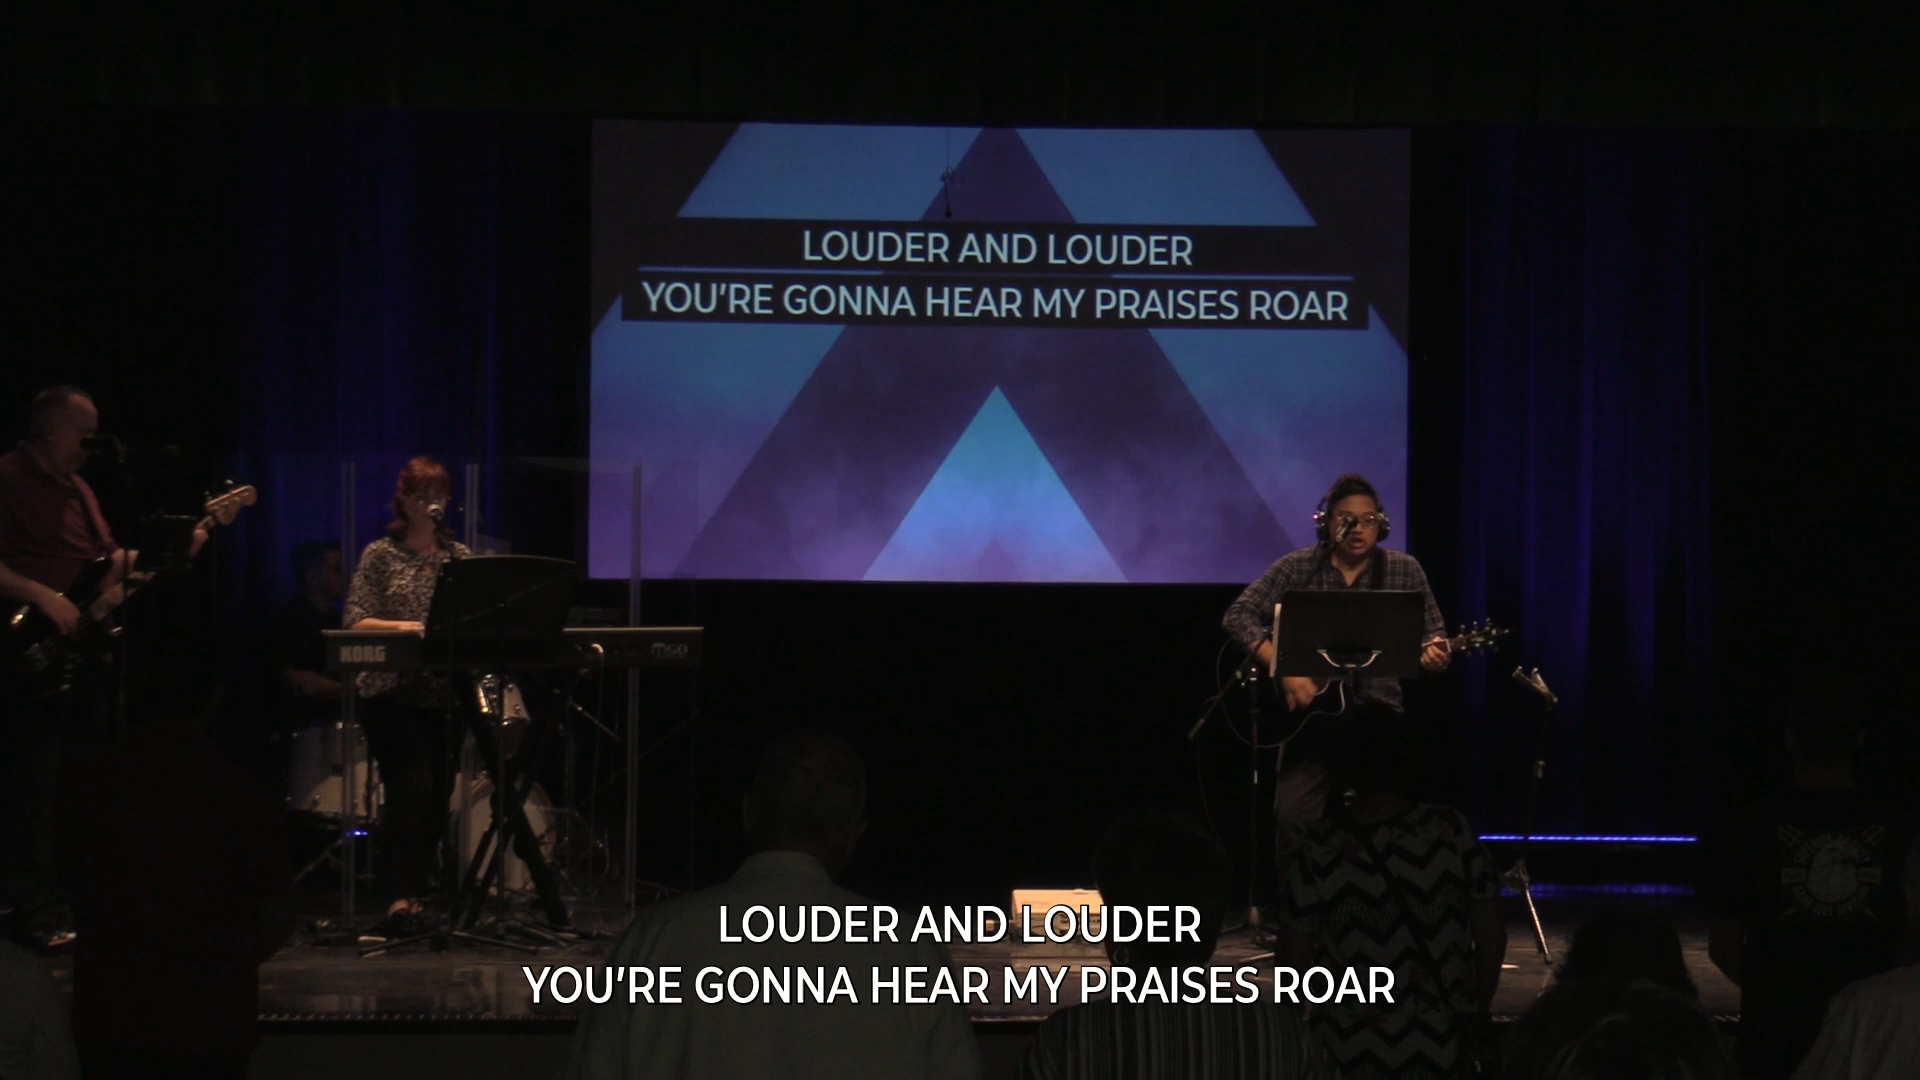 LOUDER AND LOUDER
YOU'RE GONNA HEAR MY PRAISES ROAR
KORG
M50
LOUDER AND LOUDER
YOU'RE GONNA HEAR MY PRAISES ROAR